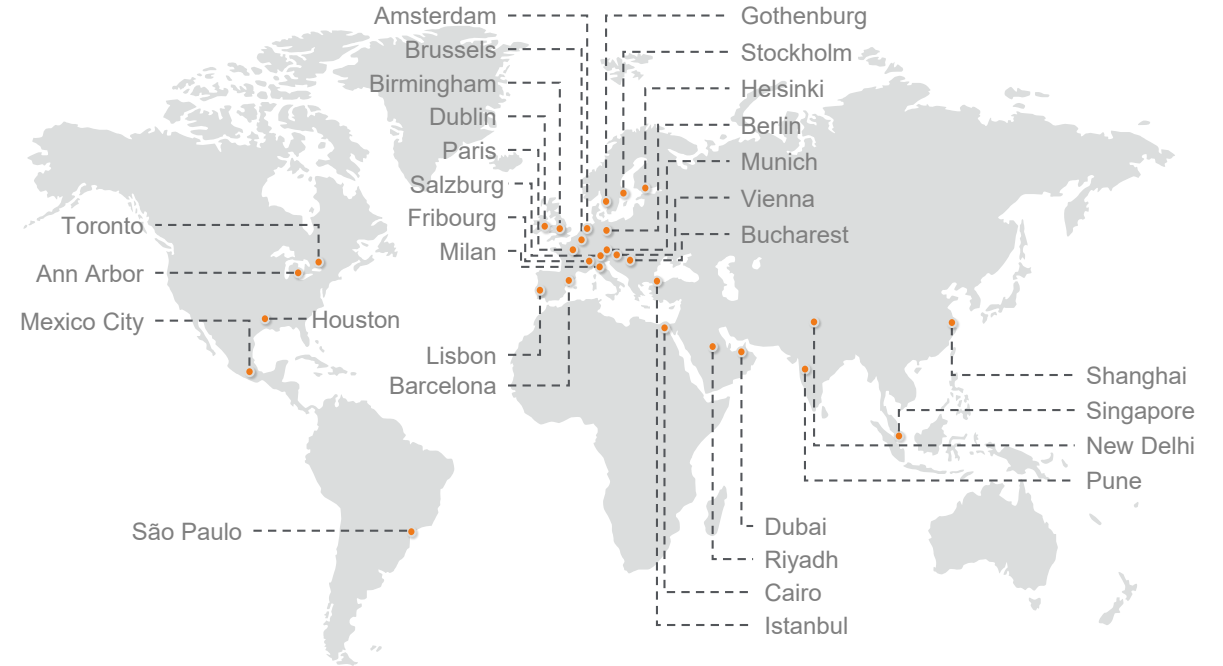 Amsterdam
Brussels
Birmingham
Dublin
Paris
Salzburg
Fribourg
Milan
Gothenburg
Stockholm
Helsinki
Berlin
Munich
Vienna
Bucharest
Toronto
Ann Arbor
Mexico City
Houston
Lisbon
Barcelona
Shanghai
Singapore
New Delhi
Pune
São Paulo
Dubai
Riyadh
Cairo
Istanbul